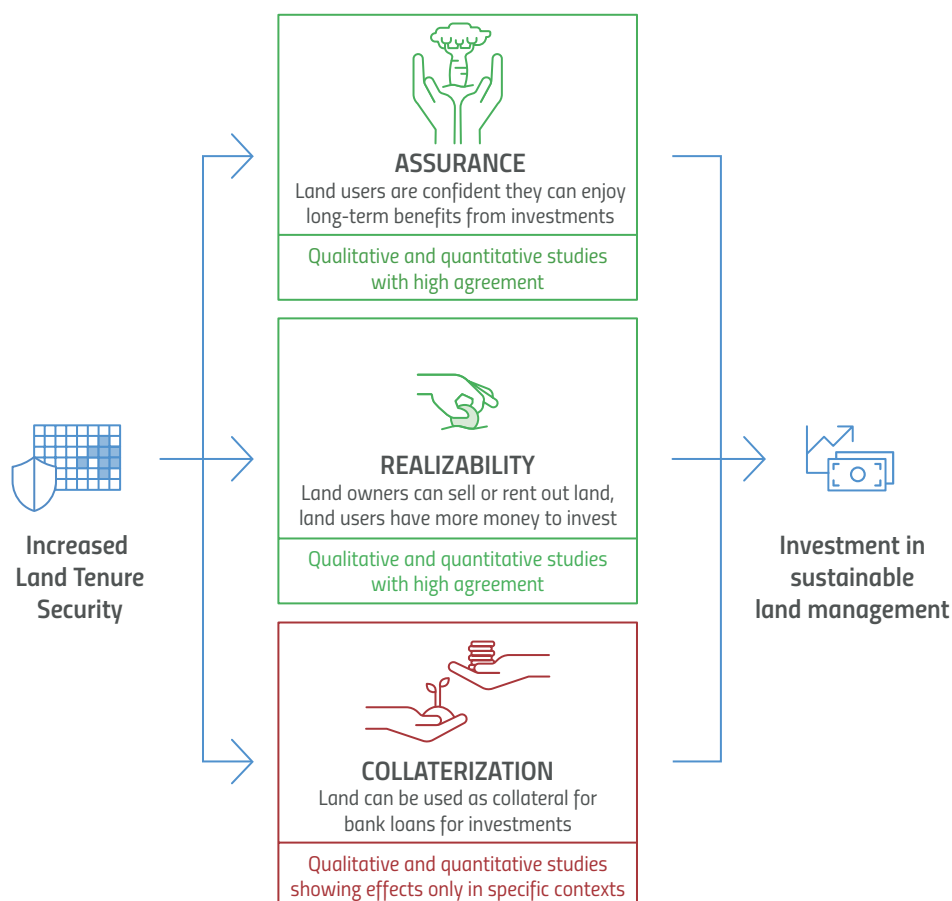 ASSURANCE
Land users are confident they can enjoy
long-term benefits from investments
Qualitative and quantitative studies
with high agreement
Increased
Land Tenure
Security
REALIZABILITY
Land owners can sell or rent out land,
land users have more money to invest
Qualitative and quantitative studies
with high agreement
Investment in
sustainable
land management
COLLATERIZATION
Land can be used as collateral for
bank loans for investments
Qualitative and quantitative studies
showing effects only in specific contexts